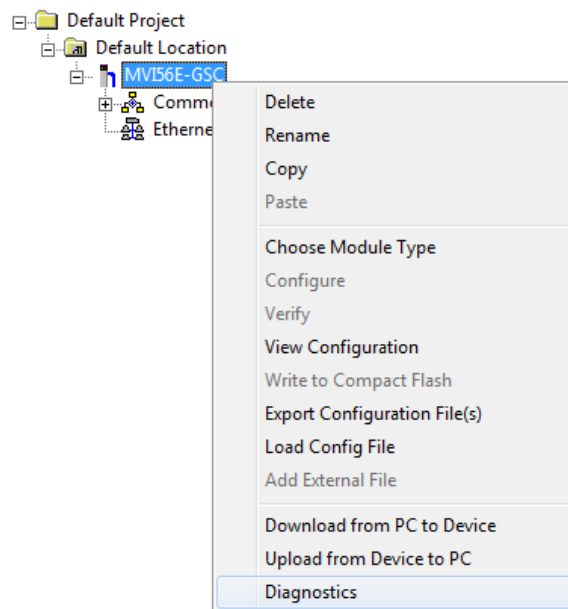 Default Project
Default Location
MVI56E-GSC
Comm
Etherne
Delete
Rename
Copy
Paste
Choose Module Type
Configure
Verify
View Configuration
Write to Compact Flash
Export Configuration File(s)
Load Config File
Add External File
Download from PC to Device
Upload from Device to PC
Diagnostics